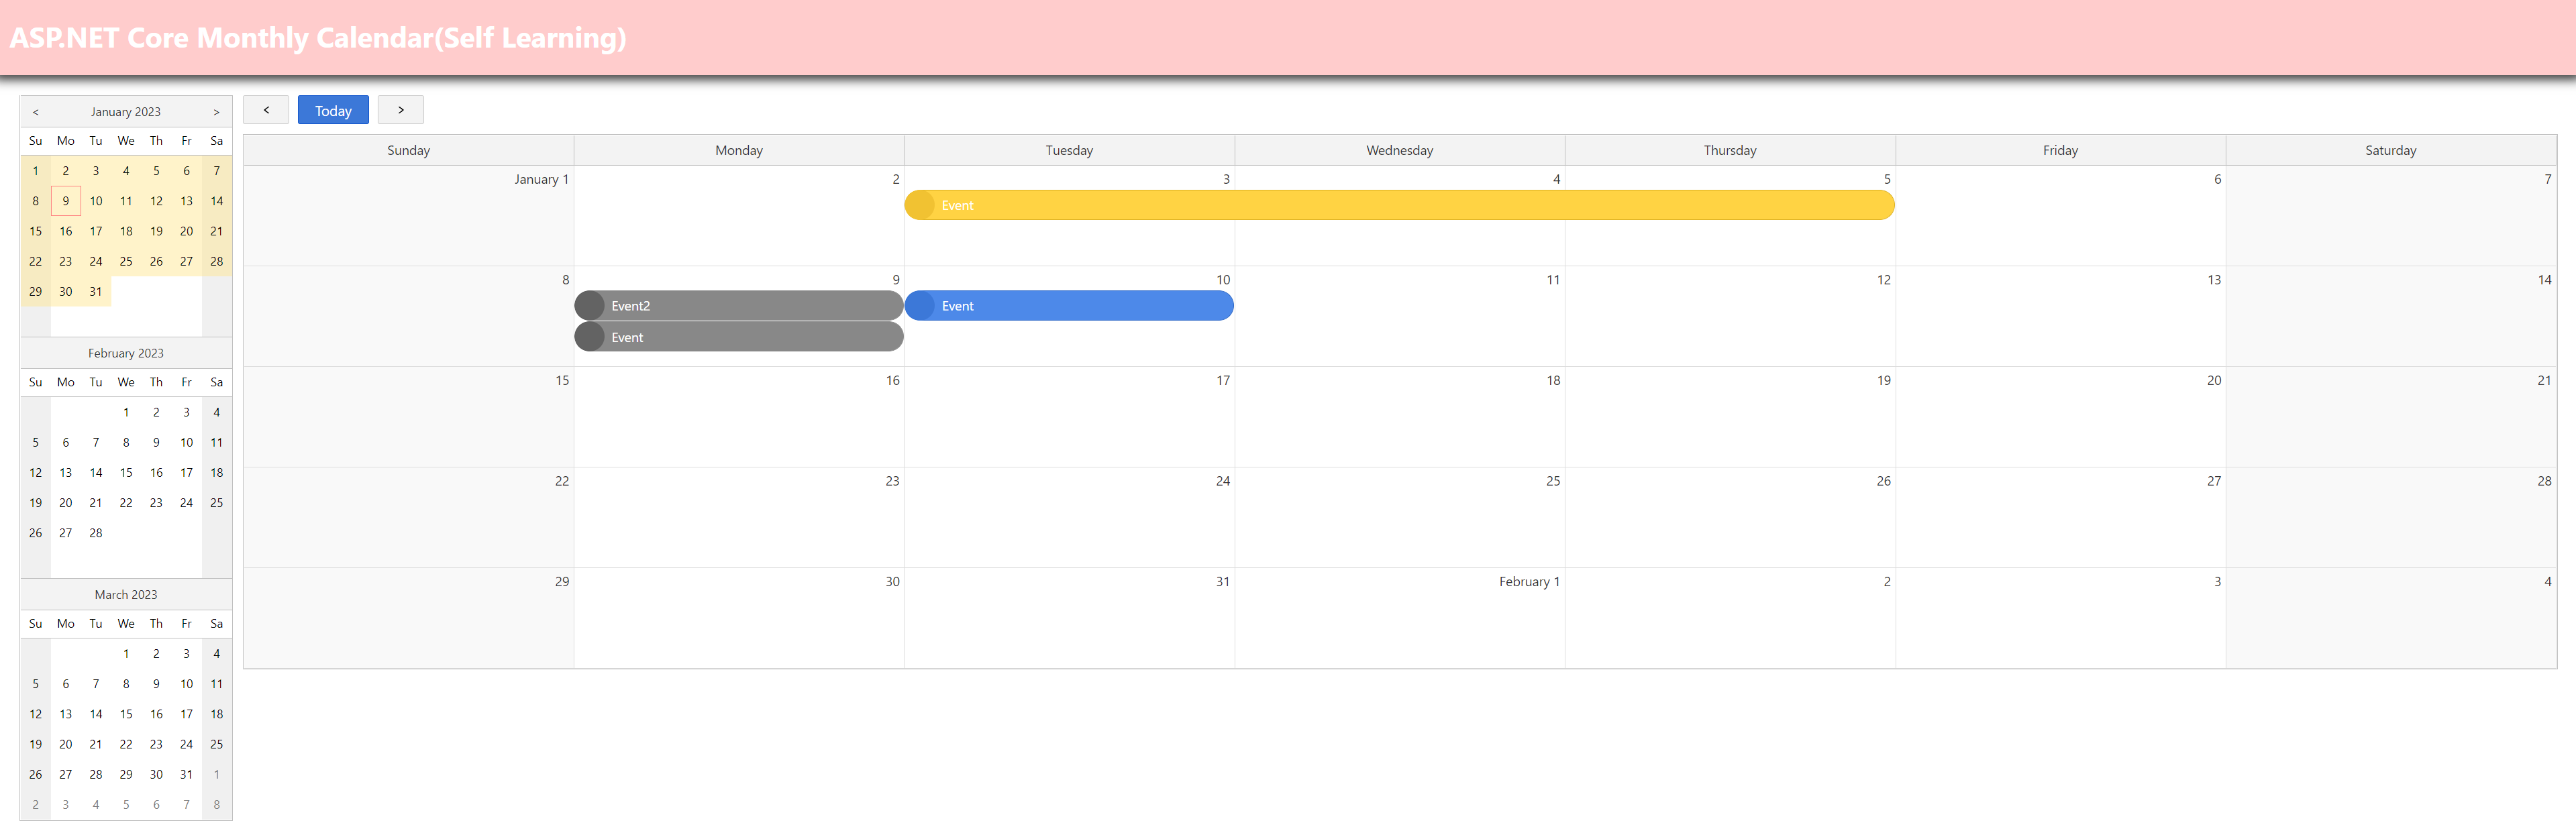 ASP.NET Core Monthly Calendar(Self Learning)
< January 2023 >
Su Mo Tu We Th Fr Sa
1 2 3 4 5 6 7
8 9 10 11 12 13 14
15 16 17 18 19 20 21
22 23 24 25 26 27 28
29 30 31
February 2023
Su Mo Tu We Th Fr Sa
1 2 3 4
5 6 7 8 9 10 11
12 13 14 15 16 17 18
19 20 21 22 23 24 25
26 27 28
March 2023
Su Mo Tu We Th Fr Sa
1 2 3 4
5 6 7 8 9 10 11
12 13 14 15 16 17 18
19 20 21 22 23 24 25
26 27 28 29 30 31 1
2 3 4 5 6 7 8
< Today >
Sunday Monday Tuesday Wednesday Thursday Friday Saturday
January 1 2 3 4 5 6 7
Event
8 9 10 11 12 13 14
Event2 Event
Event
15 16 17 18 19 20 21
22 23 24 25 26 27 28
29 30 31 February 1 2 3 4